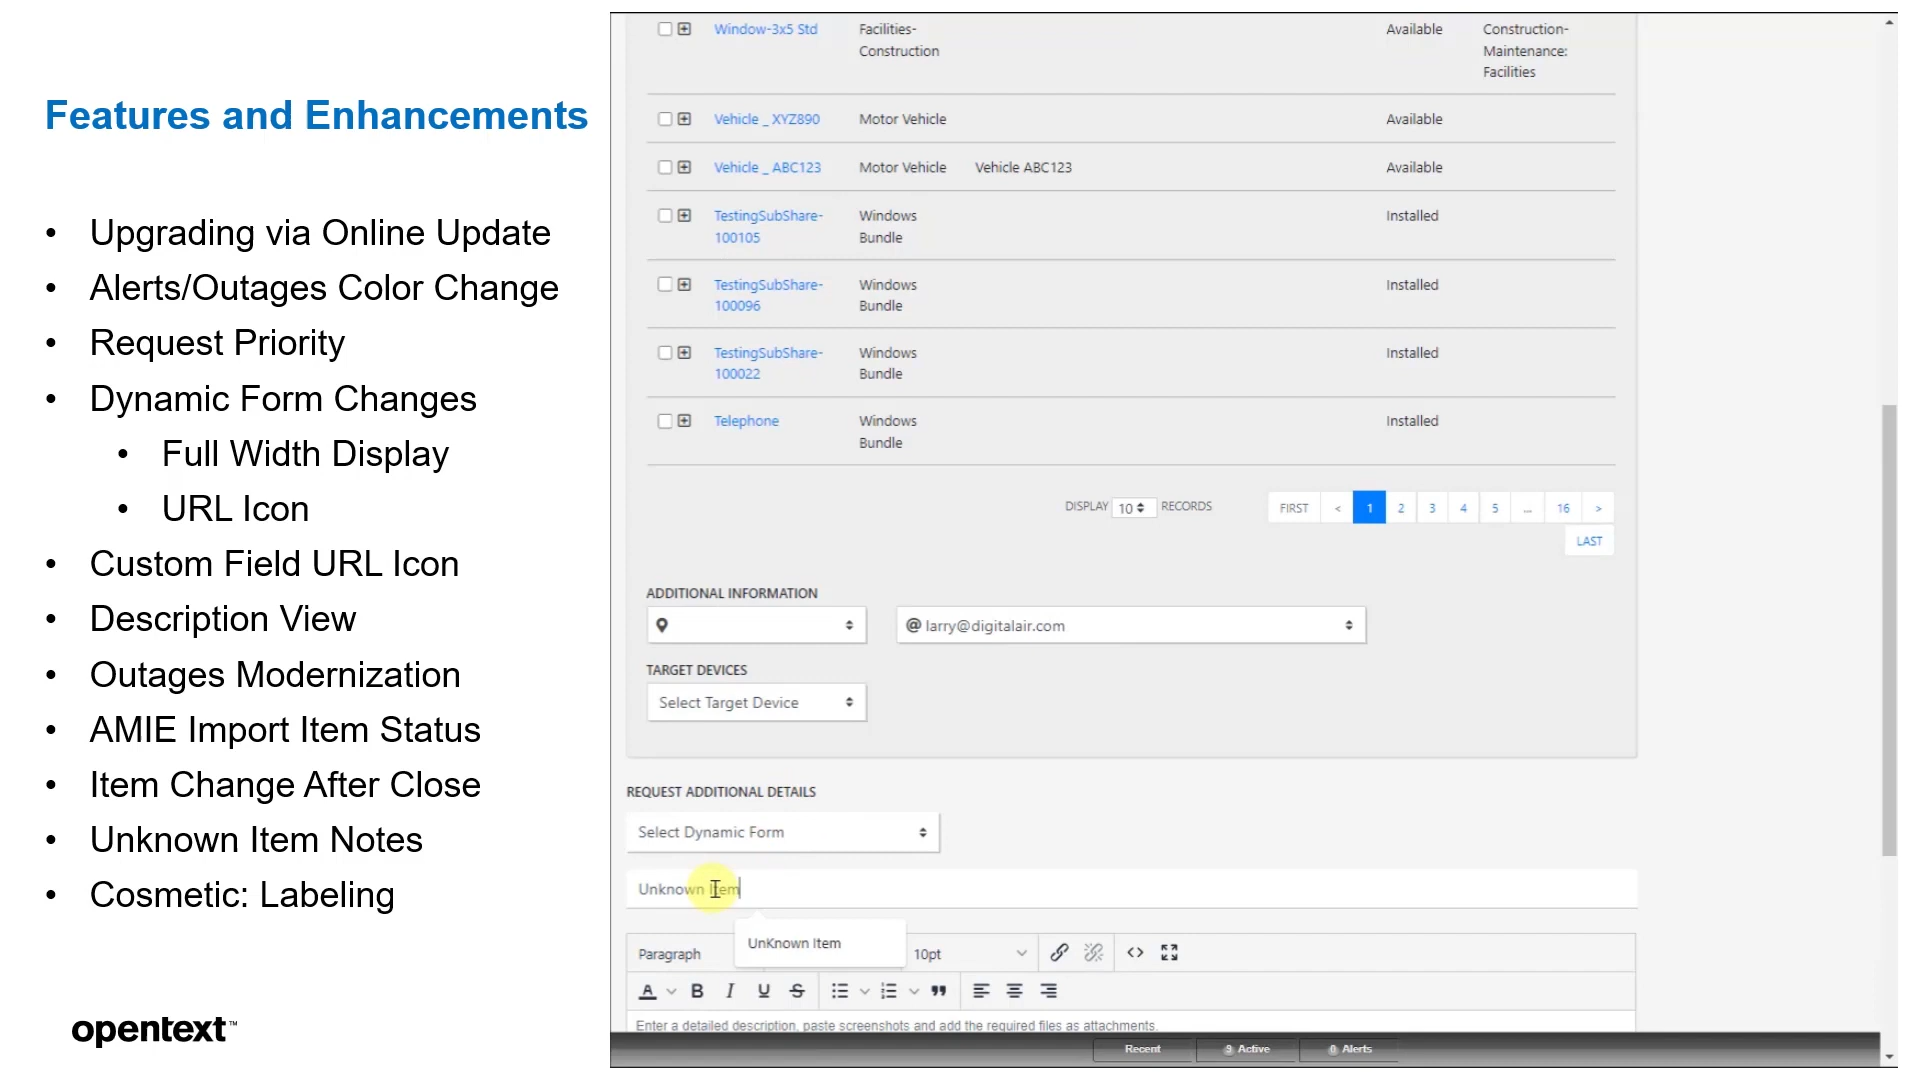 Features and Enhancements
• Upgrading via Online Update
• Alerts/Outages Color Change
• Request Priority
• Dynamic Form Changes
• Full Width Display
• URL Icon
• Custom Field URL Icon
• Description View
• Outages Modernization
• AMIE Import Item Status
• Item Change After Close
• Unknown Item Notes
• Cosmetic: Labeling
opentext™
Window-3x5 Std Facilities- Available Construction-
Construction Maintenance:
Facilities
Vehicle _ XYZ890 Motor Vehicle Available
Vehicle _ ABC123 Motor Vehicle Vehicle ABC123 Available
TestingSubShare- Windows Installed
100105 Bundle
TestingSubShare- Windows Installed
100096 Bundle
TestingSubShare- Windows Installed
100022 Bundle
Telephone Windows Installed
Bundle
DISPLAY 10 RECORDS FIRST < 1 2 3 4 5 ... 16 >
LAST
ADDITIONAL INFORMATION
@ larry@digitalair.com
TARGET DEVICES
Select Target Device
REQUEST ADDITIONAL DETAILS
Select Dynamic Form
Unknown Item
UnKnown Item
Paragraph 10pt
Enter a detailed description, paste screenshots and add the required files as attachments.
Recent 9 Active 0 Alerts